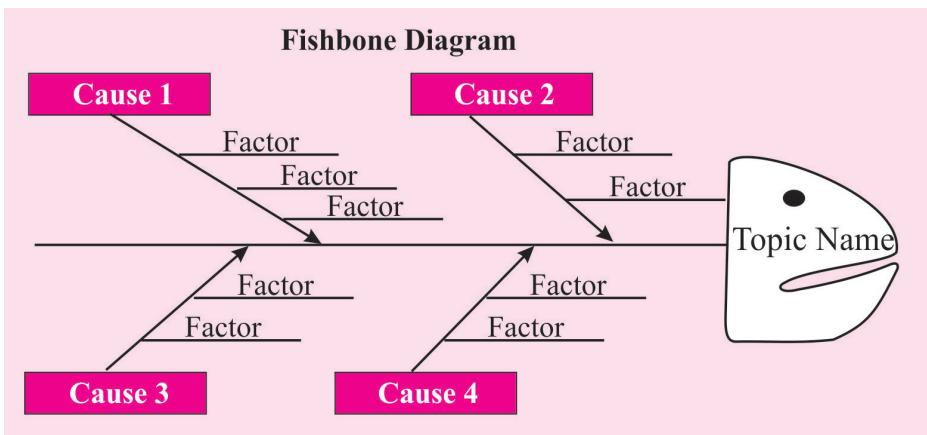 Fishbone Diagram
Cause 1
Cause 2
Factor
Factor
Factor
Factor
Factor
Topic Name
Factor
Factor
Factor
Factor
Cause 3
Cause 4